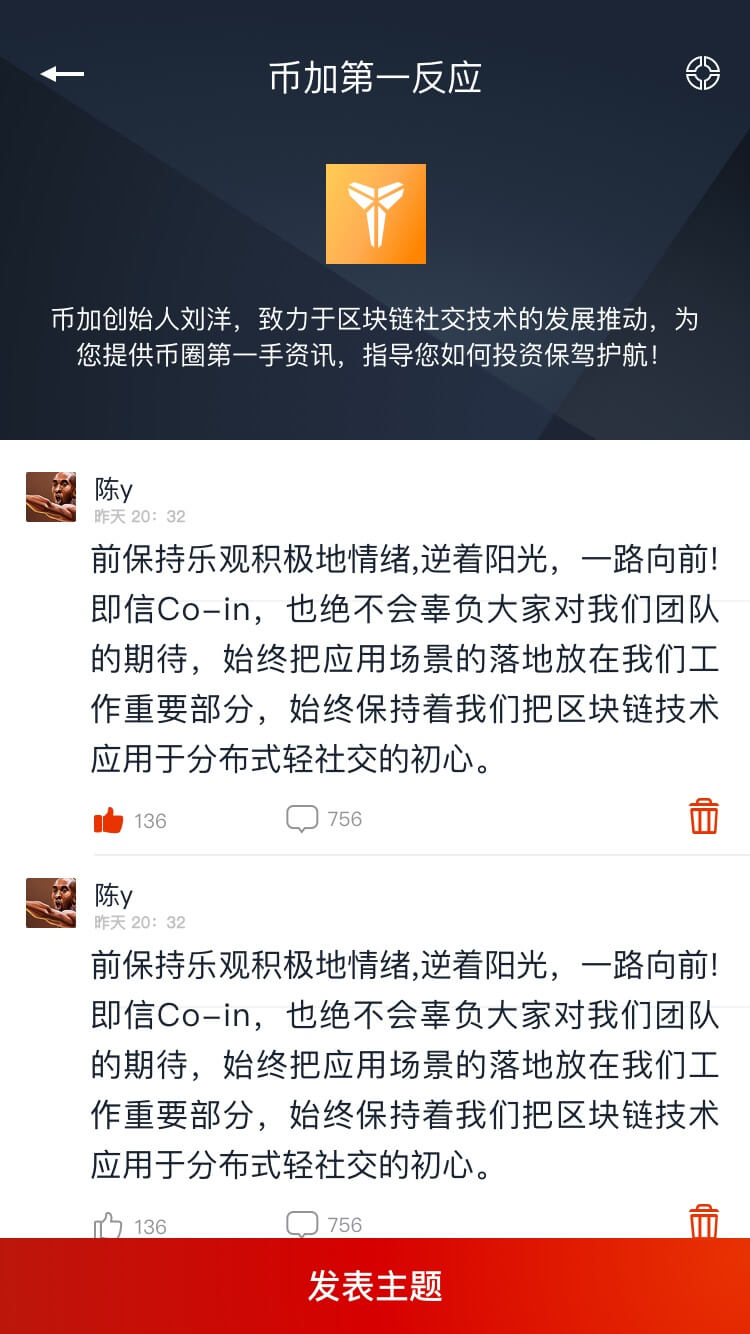 币加第一反应
币加创始人刘洋，致力于区块链社交技术的发展推动，为
您提供币圈第一手资讯，指导您如何投资保驾护航！
陈y
昨天 20：32
前保持乐观积极地情绪,逆着阳光，一路向前!
即信Co–in，也绝不会辜负大家对我们团队
的期待，始终把应用场景的落地放在我们工
作重要部分，始终保持着我们把区块链技术
应用于分布式轻社交的初心。
136
756
陈y
昨天 20：32
前保持乐观积极地情绪,逆着阳光，一路向前!
即信Co–in，也绝不会辜负大家对我们团队
的期待，始终把应用场景的落地放在我们工
作重要部分，始终保持着我们把区块链技术
应用于分布式轻社交的初心。
136
756
发表主题